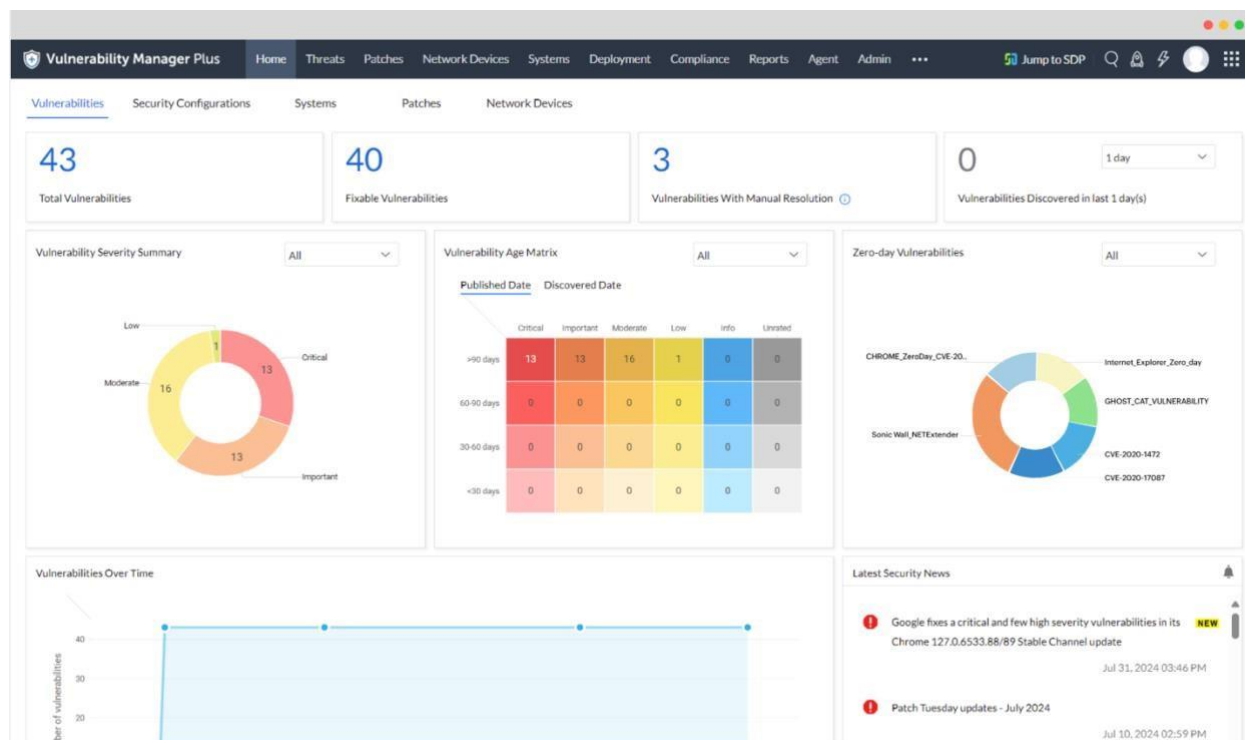 Vulnerability Manager Plus
Home Threats Patches Network Devices Systems Deployment Compliance Reports Agent Admin ••• Jump to SDP
Vulnerabilities Security Configurations Systems Patches Network Devices
43
Total Vulnerabilities
40
Fixable Vulnerabilities
3
Vulnerabilities With Manual Resolution
0
1 day
Vulnerabilities Discovered in last 1 day(s)
Vulnerability Severity Summary
All
Low
1
Critical
13
Moderate
16
13
Important
Vulnerability Age Matrix
All
Published Date Discovered Date
Critical Important Moderate Low Info Unrated
>90 days 13 13 16 1 0 0
60-90 days 0 0 0 0 0 0
30-60 days 0 0 0 0 0 0
<30 days 0 0 0 0 0 0
Zero-day Vulnerabilities
All
CHROME_ZeroDay_CVE-20..
Internet_Explorer_Zero_day
GHOST_CAT_VULNERABILITY
Sonic Wall_NETExtender
CVE-2020-1472
CVE-2020-17087
Vulnerabilities Over Time
40
30
20
ber of vulnerabilities
Latest Security News
Google fixes a critical and few high severity vulnerabilities in its NEW
Chrome 127.0.6533.88/89 Stable Channel update
Jul 31, 2024 03:46 PM
Patch Tuesday updates - July 2024
Jul 10, 2024 02:59 PM